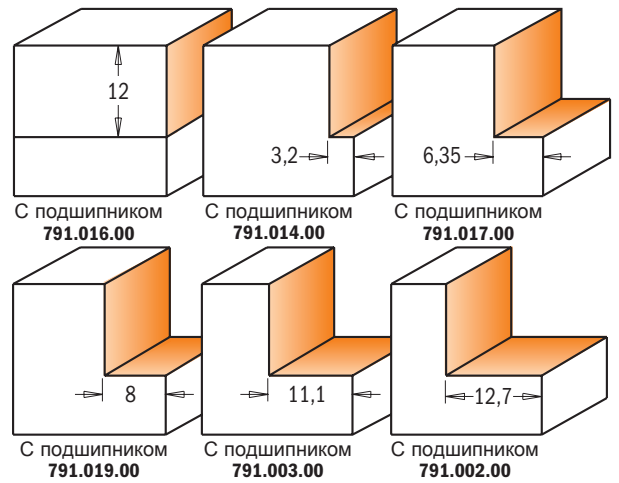 12
3,2
6,35
С подшипником
791.016.00
С подшипником
791.014.00
С подшипником
791.017.00
8
11,1
12,7
С подшипником
791.019.00
С подшипником
791.003.00
С подшипником
791.002.00